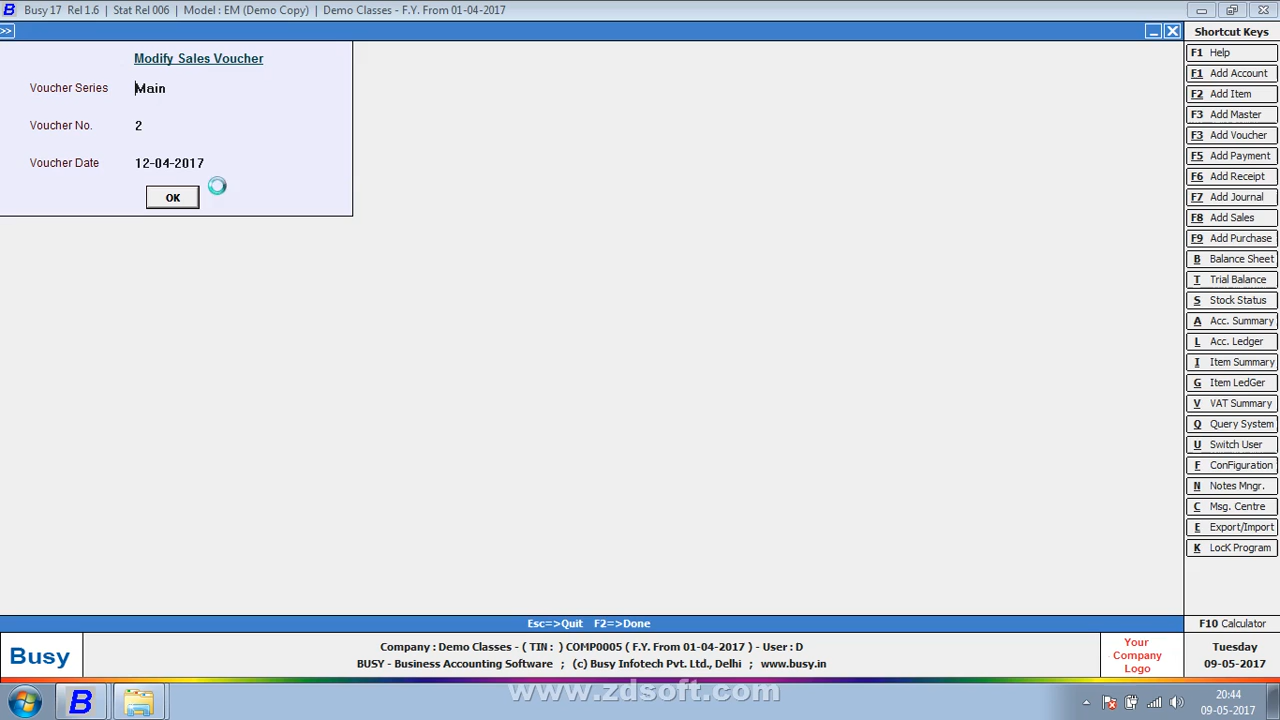 Busy 17 Rel 1.6 | Stat Rel 006 | Model : EM (Demo Copy) | Demo Classes - F.Y. From 01-04-2017
>>
Shortcut Keys
Modify Sales Voucher
Voucher Series Main
Voucher No. 2
Voucher Date 12-04-2017
OK
F1 Help
F1 Add Account
F2 Add Item
F3 Add Master
F3 Add Voucher
F5 Add Payment
F6 Add Receipt
F7 Add Journal
F8 Add Sales
F9 Add Purchase
B Balance Sheet
T Trial Balance
S Stock Status
A Acc. Summary
L Acc. Ledger
I Item Summary
G Item LedGer
V VAT Summary
Q Query System
U Switch User
F ConFiguration
N Notes Mngr.
C Msg. Centre
E Export/Import
K LocK Program
Esc=>Quit F2=>Done
F10 Calculator
Busy
Company : Demo Classes - ( TIN : ) COMP0005 ( F.Y. From 01-04-2017 ) - User : D
BUSY - Business Accounting Software ; (c) Busy Infotech Pvt. Ltd., Delhi ; www.busy.in
Your
Company
Logo
Tuesday
09-05-2017
www.zdsoft.com
20:44
09-05-2017